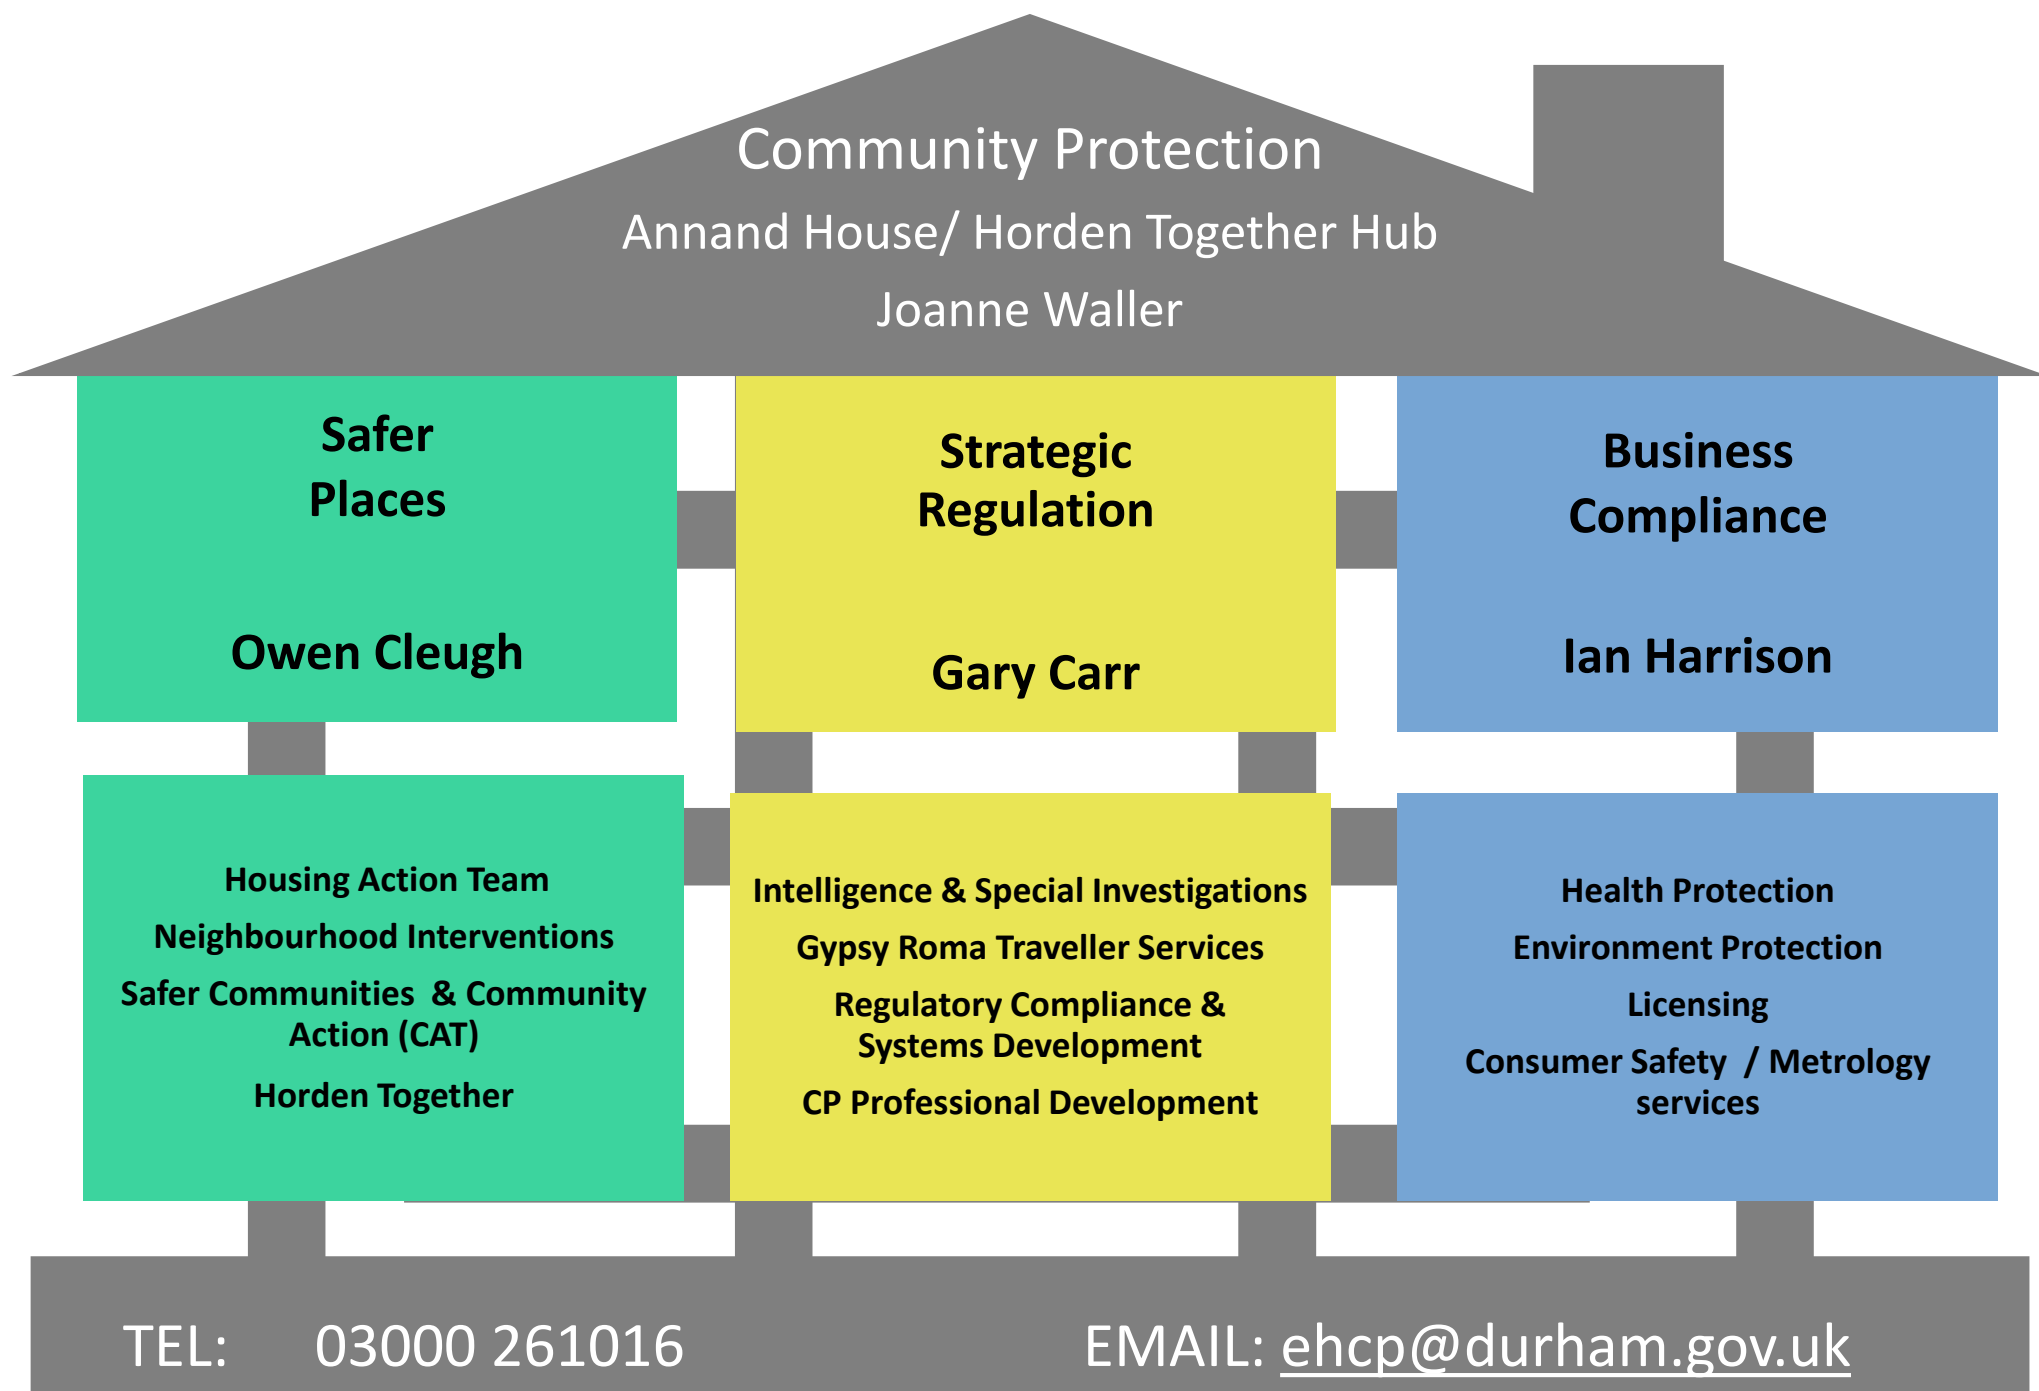 Community Protection
Annand House/ Horden Together Hub
Joanne Waller
Safer
Places
Owen Cleugh
Strategic
Regulation
Gary Carr
Business
Compliance
Ian Harrison
Housing Action Team
Neighbourhood Interventions
Safer Communities & Community
Action (CAT)
Horden Together
Intelligence & Special Investigations
Gypsy Roma Traveller Services
Regulatory Compliance &
Systems Development
CP Professional Development
Health Protection
Environment Protection
Licensing
Consumer Safety / Metrology
services
TEL: 03000 261016
EMAIL: ehcp@durham.gov.uk